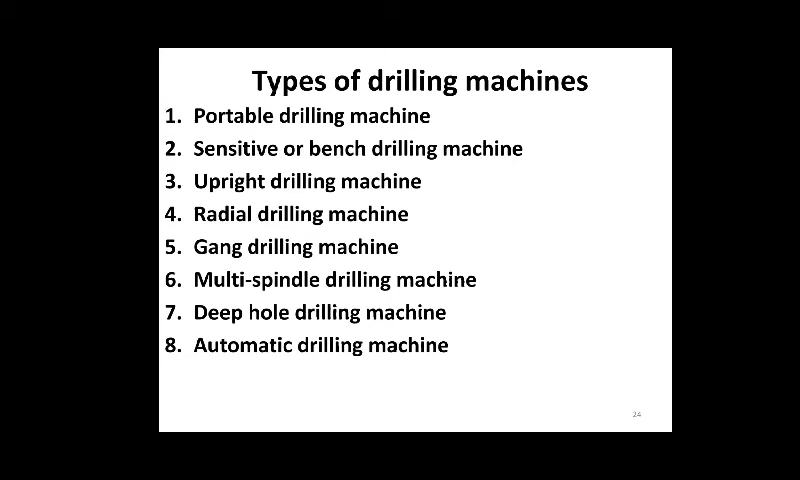 Types of drilling machines
1. Portable drilling machine
2. Sensitive or bench drilling machine
3. Upright drilling machine
4. Radial drilling machine
5. Gang drilling machine
6. Multi-spindle drilling machine
7. Deep hole drilling machine
8. Automatic drilling machine
24